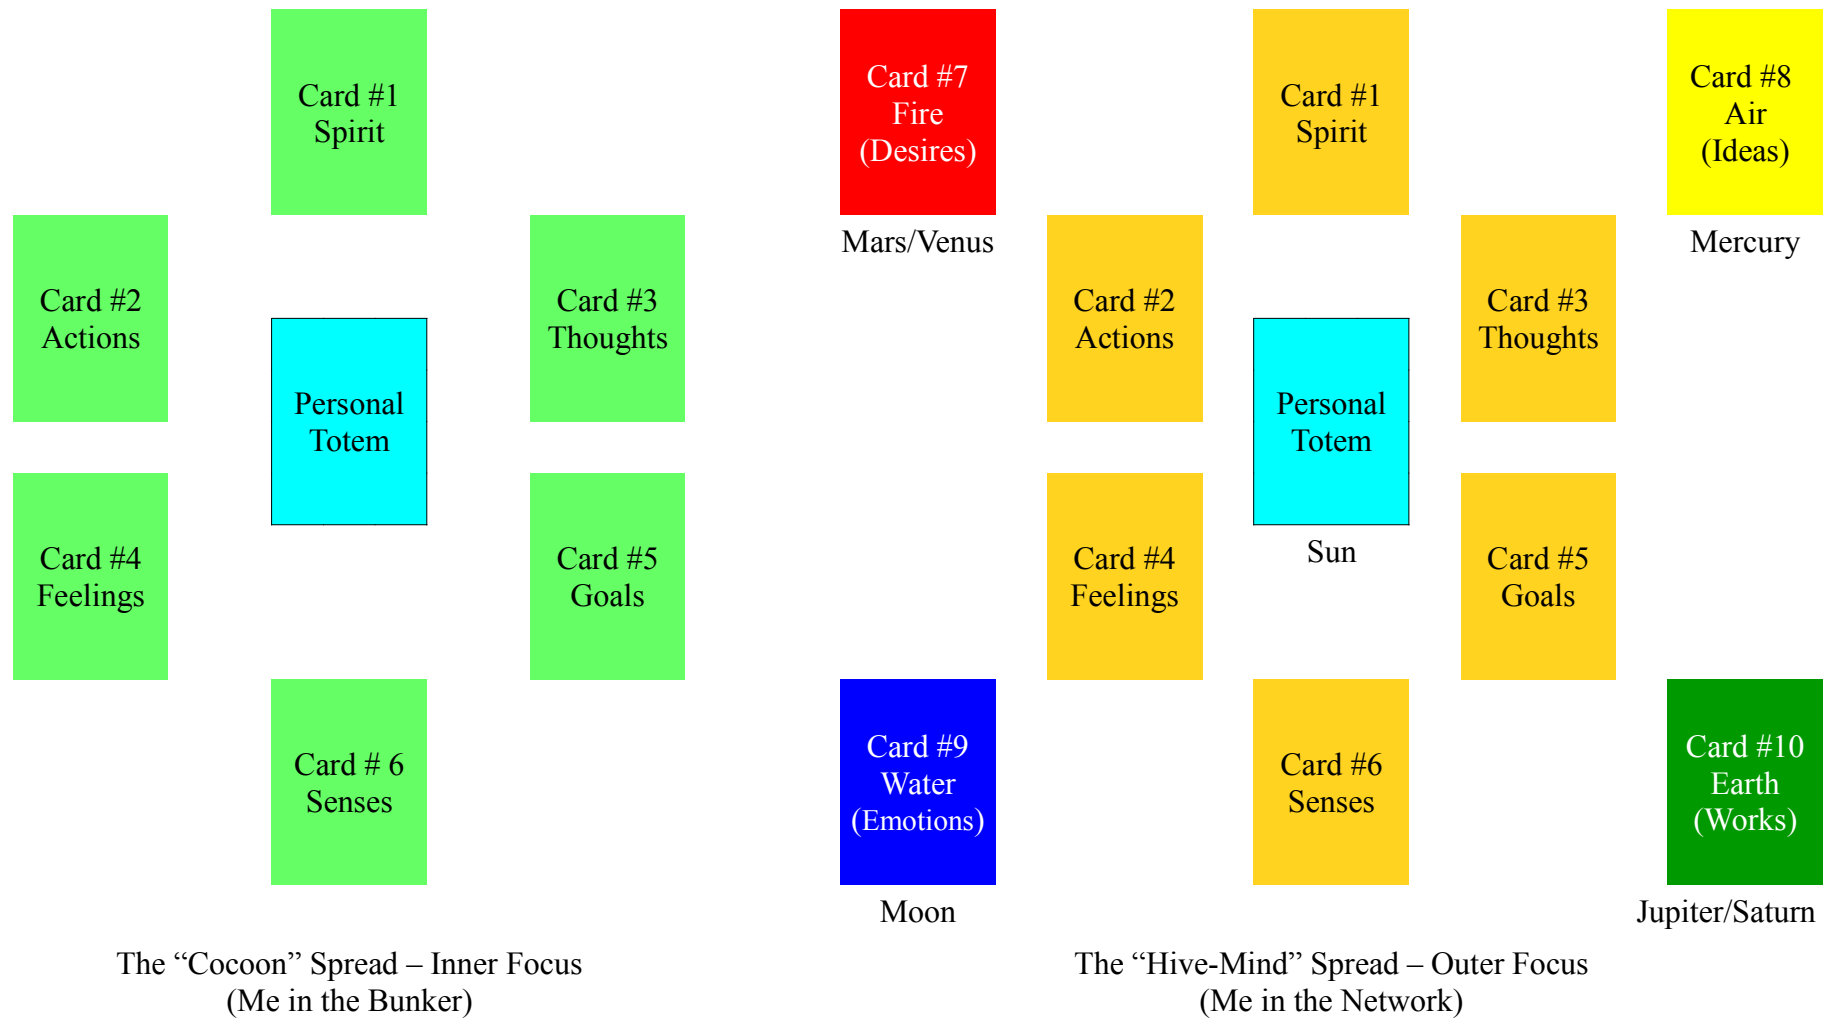 Card #1
Spirit
Card #2
Actions
Card #3
Thoughts
Personal
Totem
Card #4
Feelings
Card #5
Goals
Card # 6
Senses
The “Cocoon” Spread – Inner Focus
(Me in the Bunker)
Card #7
Fire
(Desires)
Mars/Venus
Card #1
Spirit
Card #8
Air
(Ideas)
Mercury
Card #2
Actions
Card #3
Thoughts
Personal
Totem
Sun
Card #4
Feelings
Card #5
Goals
Card #9
Water
(Emotions)
Moon
Card #6
Senses
Card #10
Earth
(Works)
Jupiter/Saturn
The “Hive-Mind” Spread – Outer Focus
(Me in the Network)